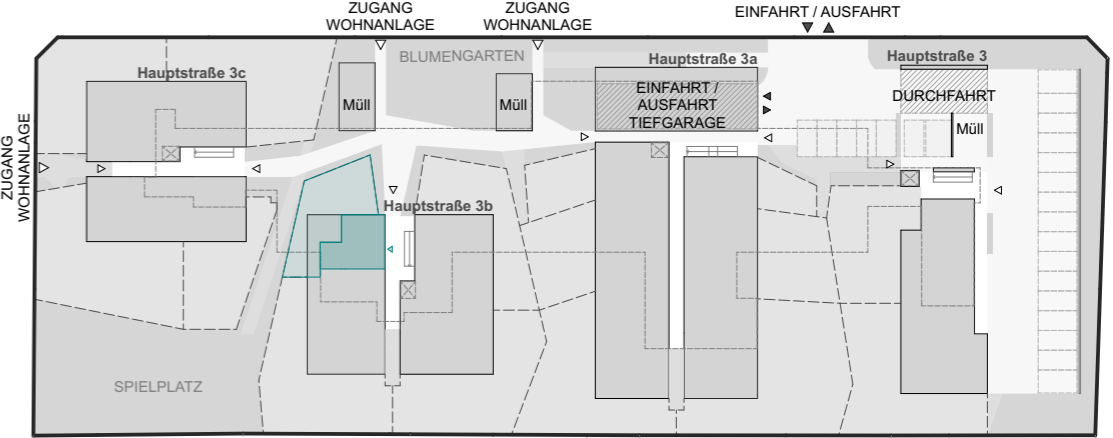 ZUGANG
WOHNANLAGE
ZUGANG
WOHNANLAGE
EINFAHRT / AUSFAHRT
BLUMENGARTEN
Hauptstraße 3a
Hauptstraße 3
Hauptstraße 3c
EINFAHRT /
AUSFAHRT
TIEFGARAGE
DURCHFAHRT
Müll
Müll
Müll
ZUGANG
WOHNANLAGE
Hauptstraße 3b
SPIELPLATZ